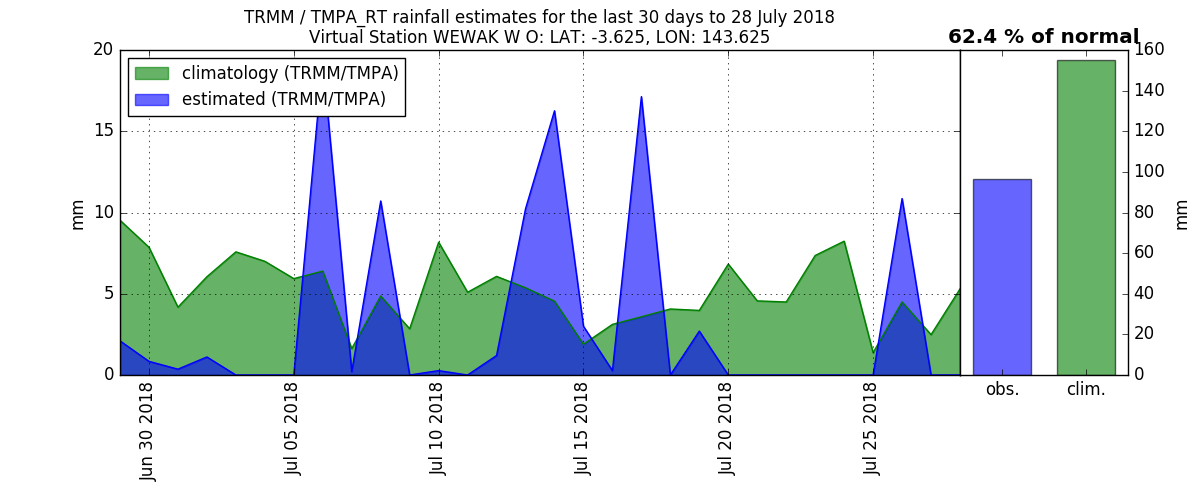 TRMM / TMPA_RT rainfall estimates for the last 30 days to 28 July 2018
Virtual Station WEWAK W O: LAT: -3.625, LON: 143.625
62.4 % of normal
climatology (TRMM/TMPA)
estimated (TRMM/TMPA)
20
15
10
5
0
mm
Jun 30 2018
Jul 05 2018
Jul 10 2018
Jul 15 2018
Jul 20 2018
Jul 25 2018
160
140
120
100
80
60
40
20
0
mm
obs.
clim.